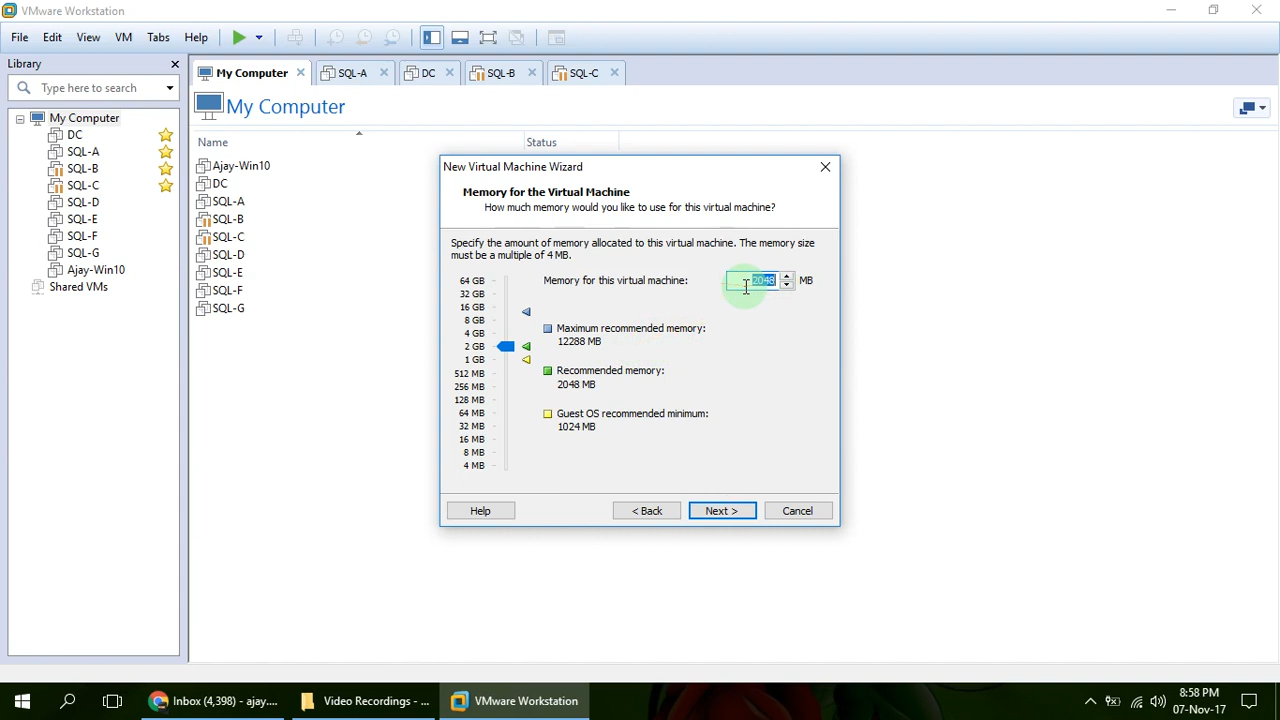 VMware Workstation
File Edit View VM Tabs Help
Library
Type here to search
My Computer
DC
SQL-A
SQL-B
SQL-C
SQL-D
SQL-E
SQL-F
SQL-G
Ajay-Win10
Shared VMs
My Computer SQL-A DC SQL-B SQL-C
My Computer
Name Status
Ajay-Win10
DC
SQL-A
SQL-B
SQL-C
SQL-D
SQL-E
SQL-F
SQL-G
New Virtual Machine Wizard
Memory for the Virtual Machine
How much memory would you like to use for this virtual machine?
Specify the amount of memory allocated to this virtual machine. The memory size
must be a multiple of 4 MB.
64 GB
32 GB
16 GB
8 GB
4 GB
2 GB
1 GB
512 MB
256 MB
128 MB
64 MB
32 MB
16 MB
8 MB
4 MB
Memory for this virtual machine: 2048 MB
Maximum recommended memory:
12288 MB
Recommended memory:
2048 MB
Guest OS recommended minimum:
1024 MB
Help < Back Next > Cancel
Inbox (4,398) - ajay.... Video Recordings - ... VMware Workstation
8:58 PM
07-Nov-17